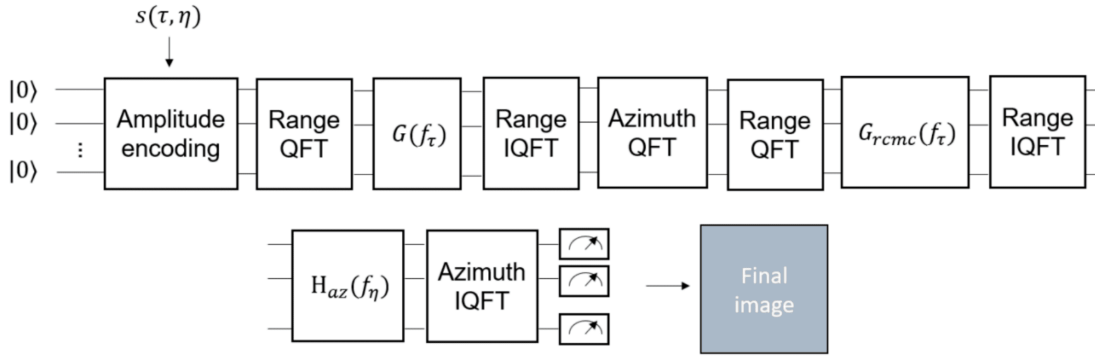 s(τ, η)
|0⟩
|0⟩
⋮
|0⟩
Amplitude
encoding
Range
QFT
G(f_τ)
Range
IQFT
Azimuth
QFT
Range
QFT
G_rcmc(f_τ)
Range
IQFT
H_az(f_η)
Azimuth
IQFT
Final
image